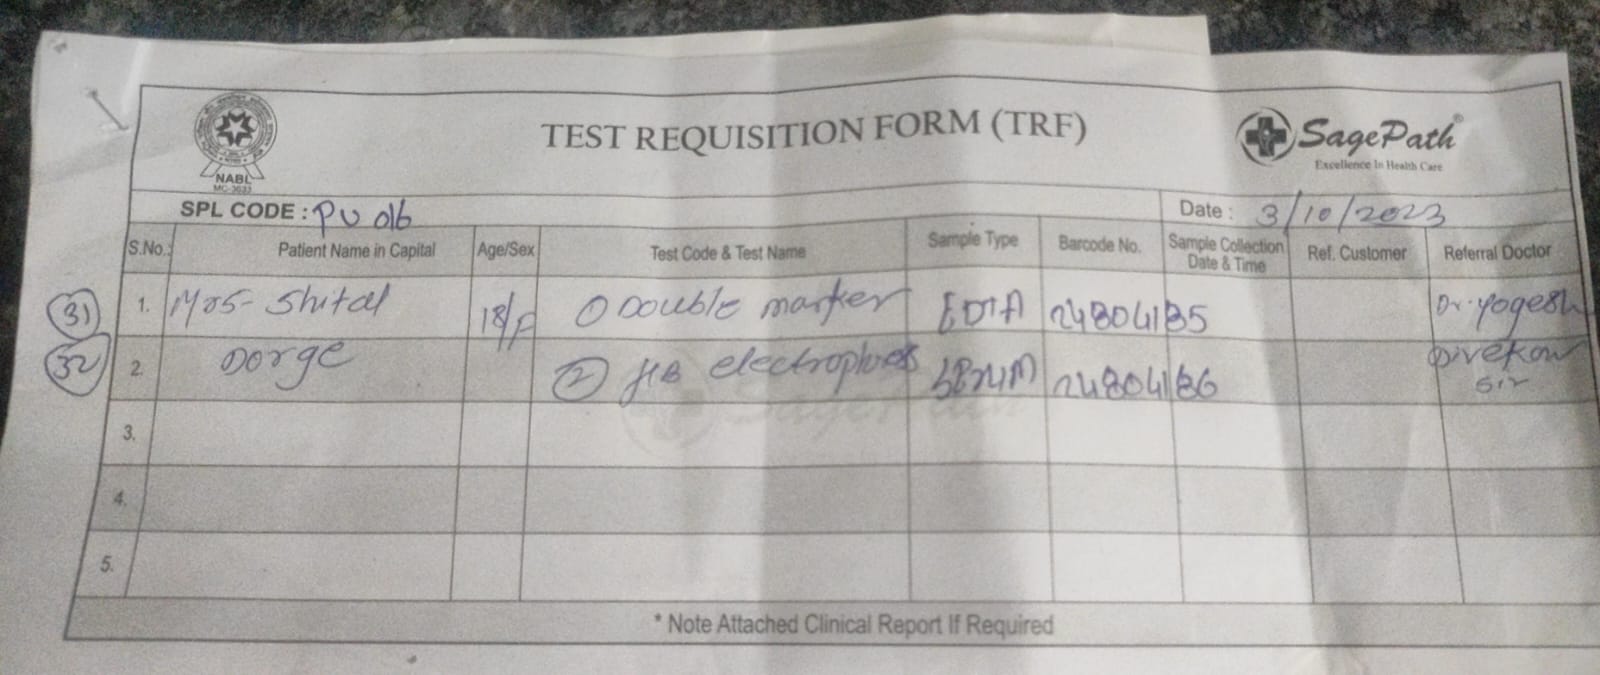 TEST REQUISITION FORM (TRF)
NABL
MC-3633
SagePath®
Excellence In Health Care
SPL CODE : PU 016
Date : 3/10/2023
S.No.: Patient Name in Capital Age/Sex Test Code & Test Name Sample Type Barcode No. Sample Collection Date & Time Ref. Customer Referral Doctor
31 1. Mrs- Shital 18/F ① Double marker EDTA 24804185 Dr. Yogesh
32 2. Dorge ② HB SERUM 24804186 Divekar sir
3.
4.
5.
SagePath
* Note Attached Clinical Report If Required